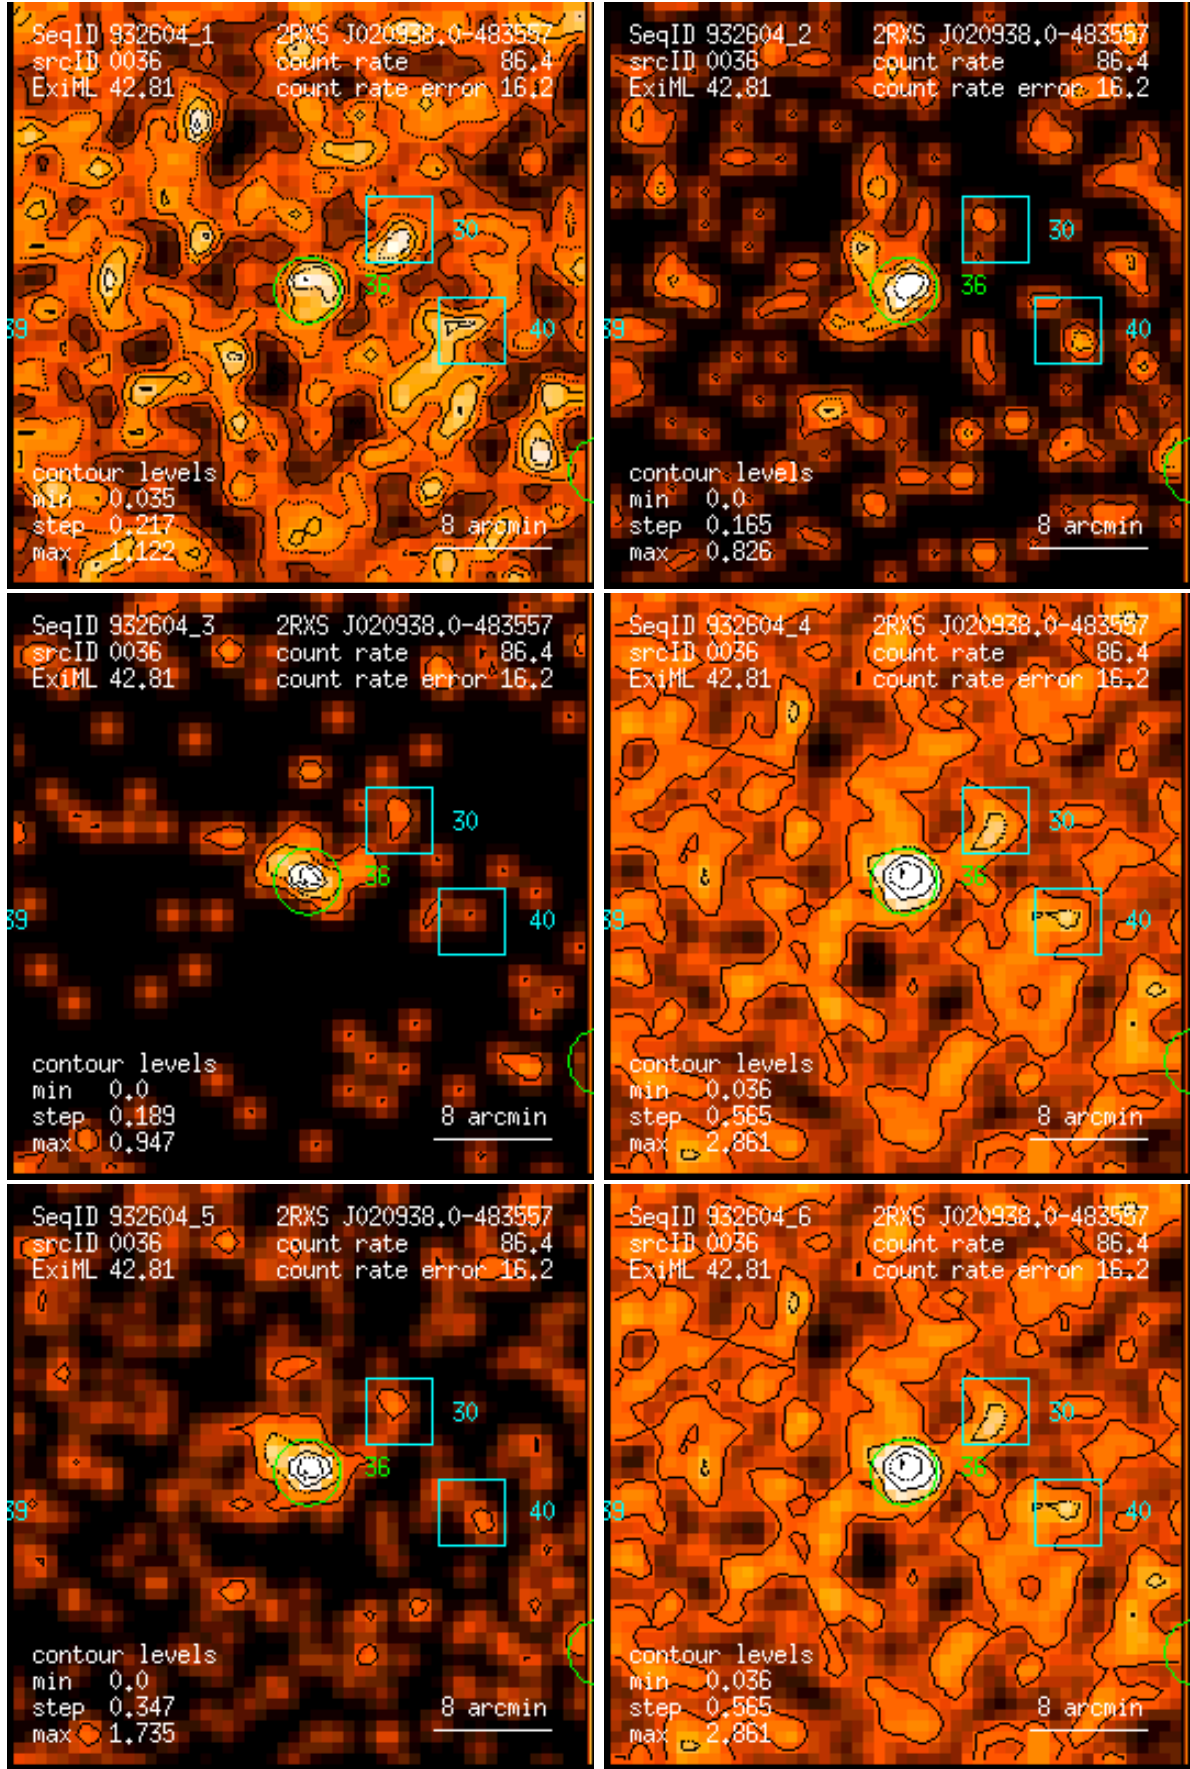 SeqID 932604_1 2RXS J020938.0-483557
srcID 0036 count rate 86.4
ExiML 42.81 count rate error 16.2
30
36
39 40
contour levels
min 0.035
step 0.217 8 arcmin
max 1.122
SeqID 932604_2 2RXS J020938.0-483557
srcID 0036 count rate 86.4
ExiML 42.81 count rate error 16.2
30
36
39 40
contour levels
min 0.0
step 0.165 8 arcmin
max 0.826
SeqID 932604_3 2RXS J020938.0-483557
srcID 0036 count rate 86.4
ExiML 42.81 count rate error 16.2
30
36
39 40
contour levels
min 0.0
step 0.189 8 arcmin
max 0.947
SeqID 932604_4 2RXS J020938.0-483557
srcID 0036 count rate 86.4
ExiML 42.81 count rate error 16.2
30
36
39 40
contour levels
min 0.036
step 0.565 8 arcmin
max 2.861
SeqID 932604_5 2RXS J020938.0-483557
srcID 0036 count rate 86.4
ExiML 42.81 count rate error 16.2
30
36
39 40
contour levels
min 0.0
step 0.347 8 arcmin
max 1.735
SeqID 932604_6 2RXS J020938.0-483557
srcID 0036 count rate 86.4
ExiML 42.81 count rate error 16.2
30
36
39 40
contour levels
min 0.036
step 0.565 8 arcmin
max 2.861